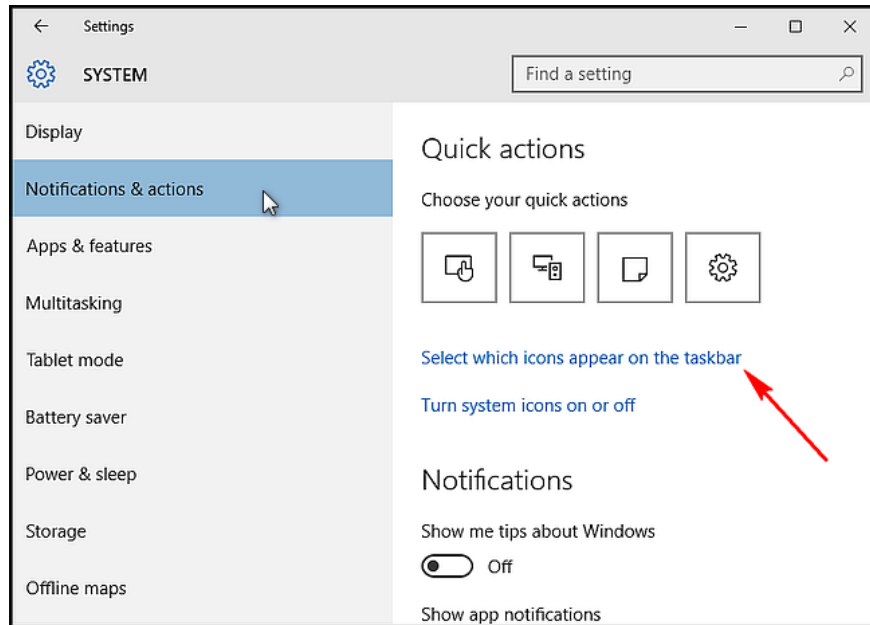 Settings
SYSTEM
Find a setting
Display
Notifications & actions
Apps & features
Multitasking
Tablet mode
Battery saver
Power & sleep
Storage
Offline maps
Quick actions
Choose your quick actions
Select which icons appear on the taskbar
Turn system icons on or off
Notifications
Show me tips about Windows
Off
Show app notifications